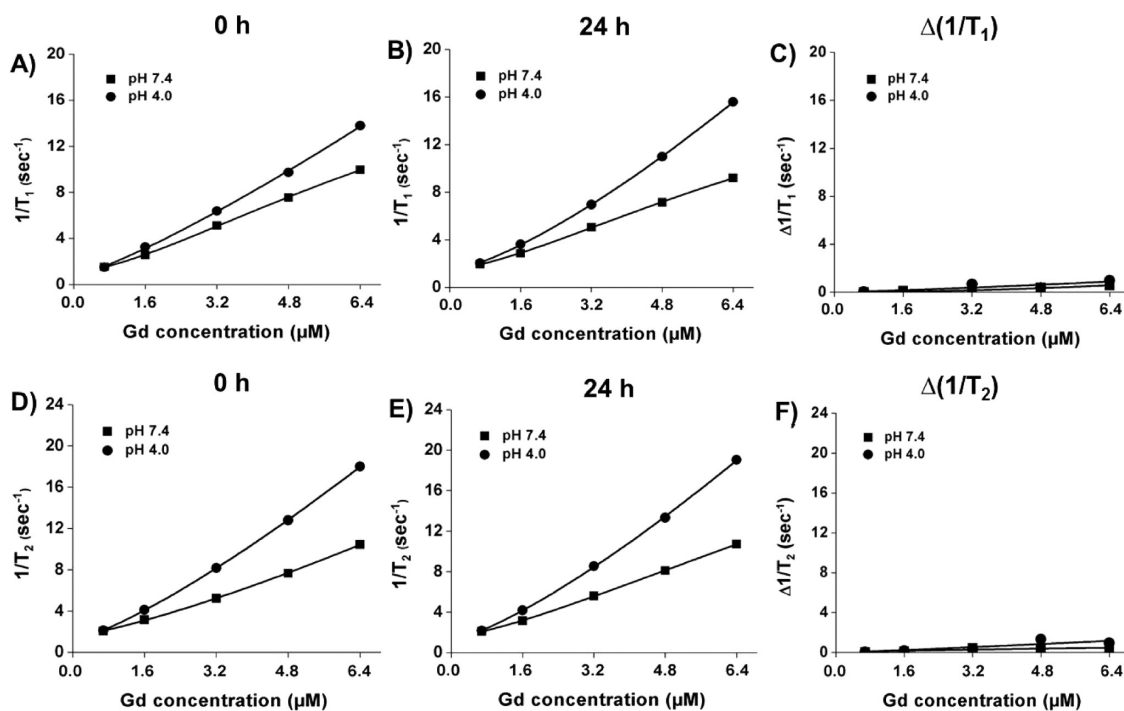 0 h
A)
20
16
12
8
4
0
1/T₁ (sec⁻¹)
■ pH 7.4
● pH 4.0
0.0 1.6 3.2 4.8 6.4
Gd concentration (µM)
24 h
B)
20
16
12
8
4
0
1/T₁ (sec⁻¹)
■ pH 7.4
● pH 4.0
0.0 1.6 3.2 4.8 6.4
Gd concentration (µM)
Δ(1/T₁)
C)
20
16
12
8
4
0
Δ1/T₁ (sec⁻¹)
■ pH 7.4
● pH 4.0
0.0 1.6 3.2 4.8 6.4
Gd concentration (µM)
0 h
D)
24
20
16
12
8
4
0
1/T₂ (sec⁻¹)
■ pH 7.4
● pH 4.0
0.0 1.6 3.2 4.8 6.4
Gd concentration (µM)
24 h
E)
24
20
16
12
8
4
0
1/T₂ (sec⁻¹)
■ pH 7.4
● pH 4.0
0.0 1.6 3.2 4.8 6.4
Gd concentration (µM)
Δ(1/T₂)
F)
24
20
16
12
8
4
0
Δ1/T₂ (sec⁻¹)
■ pH 7.4
● pH 4.0
0.0 1.6 3.2 4.8 6.4
Gd concentration (µM)